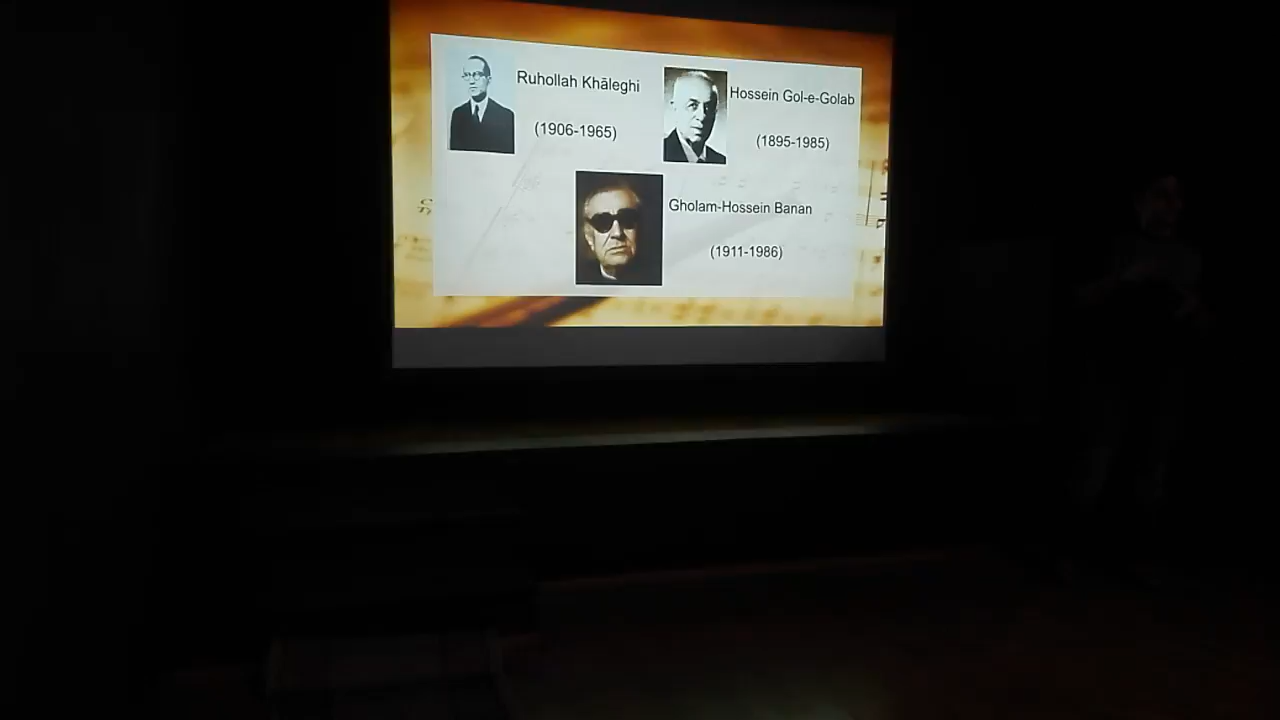 Ruhollah Khāleghi
(1906-1965)
Hossein Gol-e-Golab
(1895-1985)
Gholam-Hossein Banan
(1911-1986)